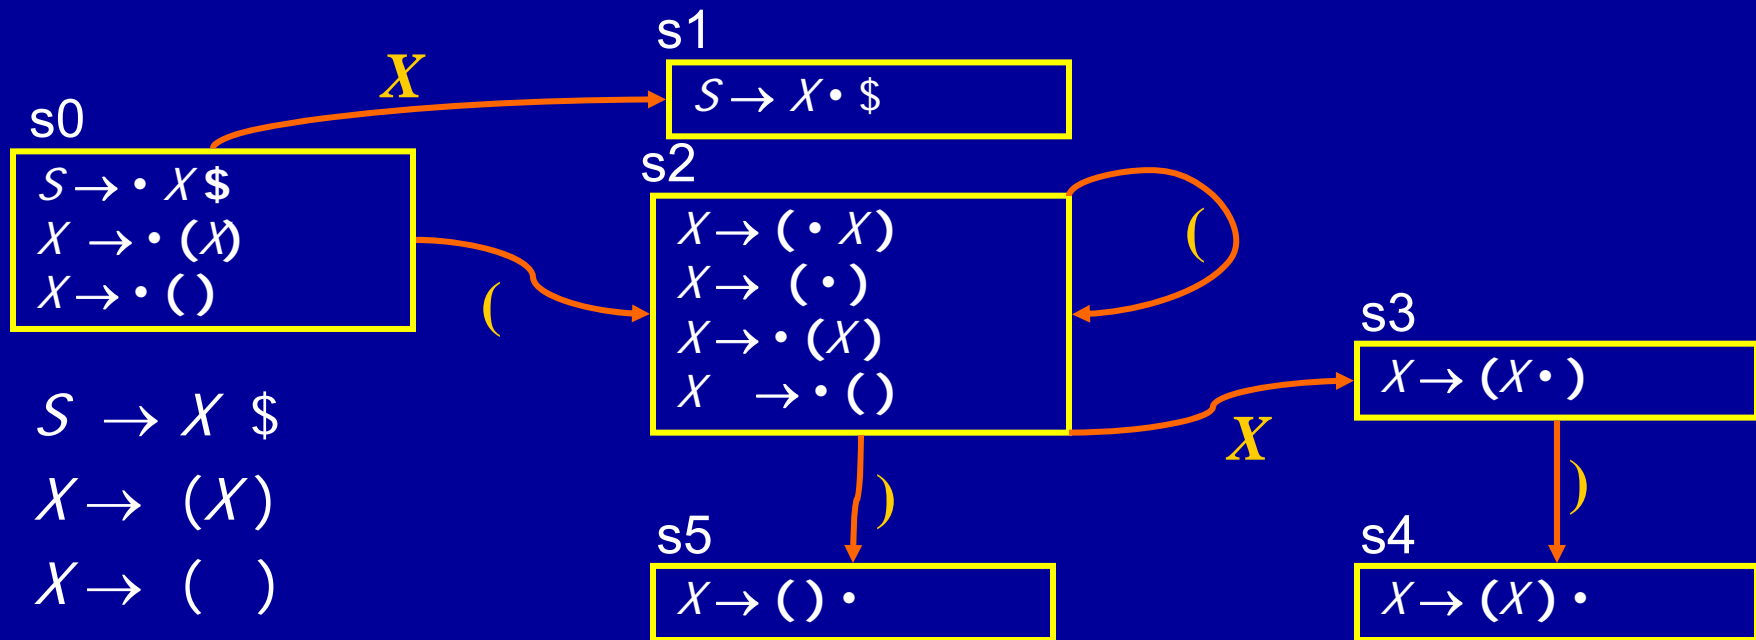 s0
S → • X $
X → • (X)
X → • ( )
X
(
s1
S → X • $
s2
X → ( • X )
X → ( • )
X → • (X)
X → • ( )
(
)
X
s3
X → (X • )
)
s4
X → (X) •
s5
X → ( ) •
S → X $
X → (X)
X → ( )